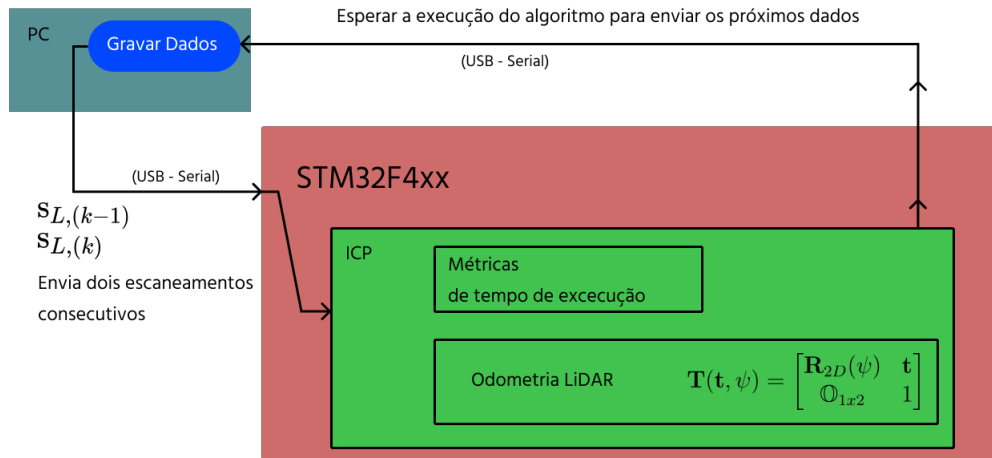 Esperar a execução do algoritmo para enviar os próximos dados
PC
Gravar Dados
(USB - Serial)
(USB - Serial)
STM32F4xx
S_{L,(k−1)}
S_{L,(k)}
Envia dois escaneamentos
consecutivos
ICP
Métricas
de tempo de excecução
Odometria LiDAR
T(t, ψ) = [R_{2D}(ψ) t
𝕆_{1x2} 1]